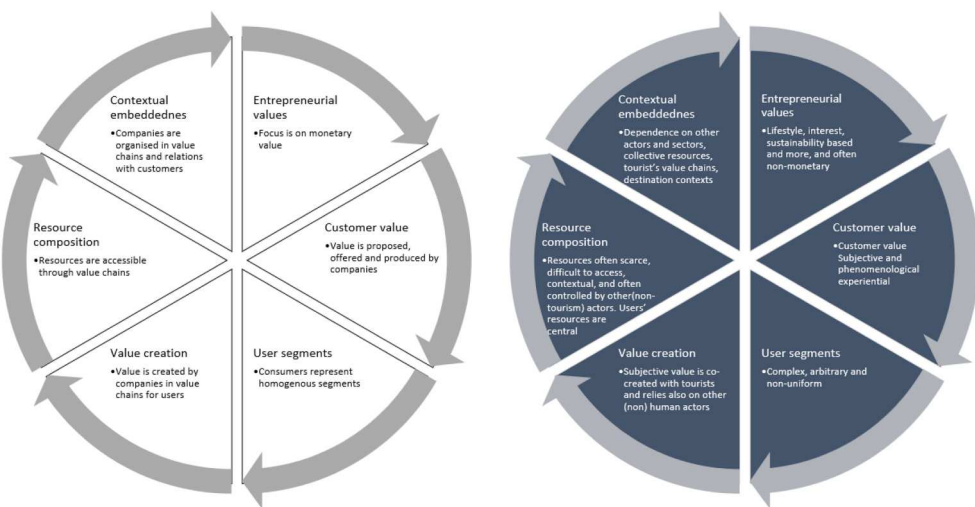 Contextual
embeddednes
•Companies are
organised in value
chains and relations
with customers
Entrepreneurial
values
•Focus is on monetary
value
Customer value
•Value is proposed,
offered and produced by
companies
User segments
•Consumers represent
homogenous segments
Value creation
•Value is created by
companies in value
chains for users
Resource
composition
•Resources are accessible
through value chains
Contextual
embeddednes
•Dependence on other
actors and sectors,
collective resources,
tourist's value chains,
destination contexts
Entrepreneurial
values
•Lifestyle, interest,
sustainability based
and more, and often
non-monetary
Customer value
•Customer value
Subjective and
phenomenological
experiential
User segments
•Complex, arbitrary and
non-uniform
Value creation
•Subjective value is co-
created with tourists
and relies also on other
(non) human actors
Resource
composition
•Resources often scarce,
difficult to access,
contextual, and often
controlled by other(non-
tourism) actors. Users'
resources are
central